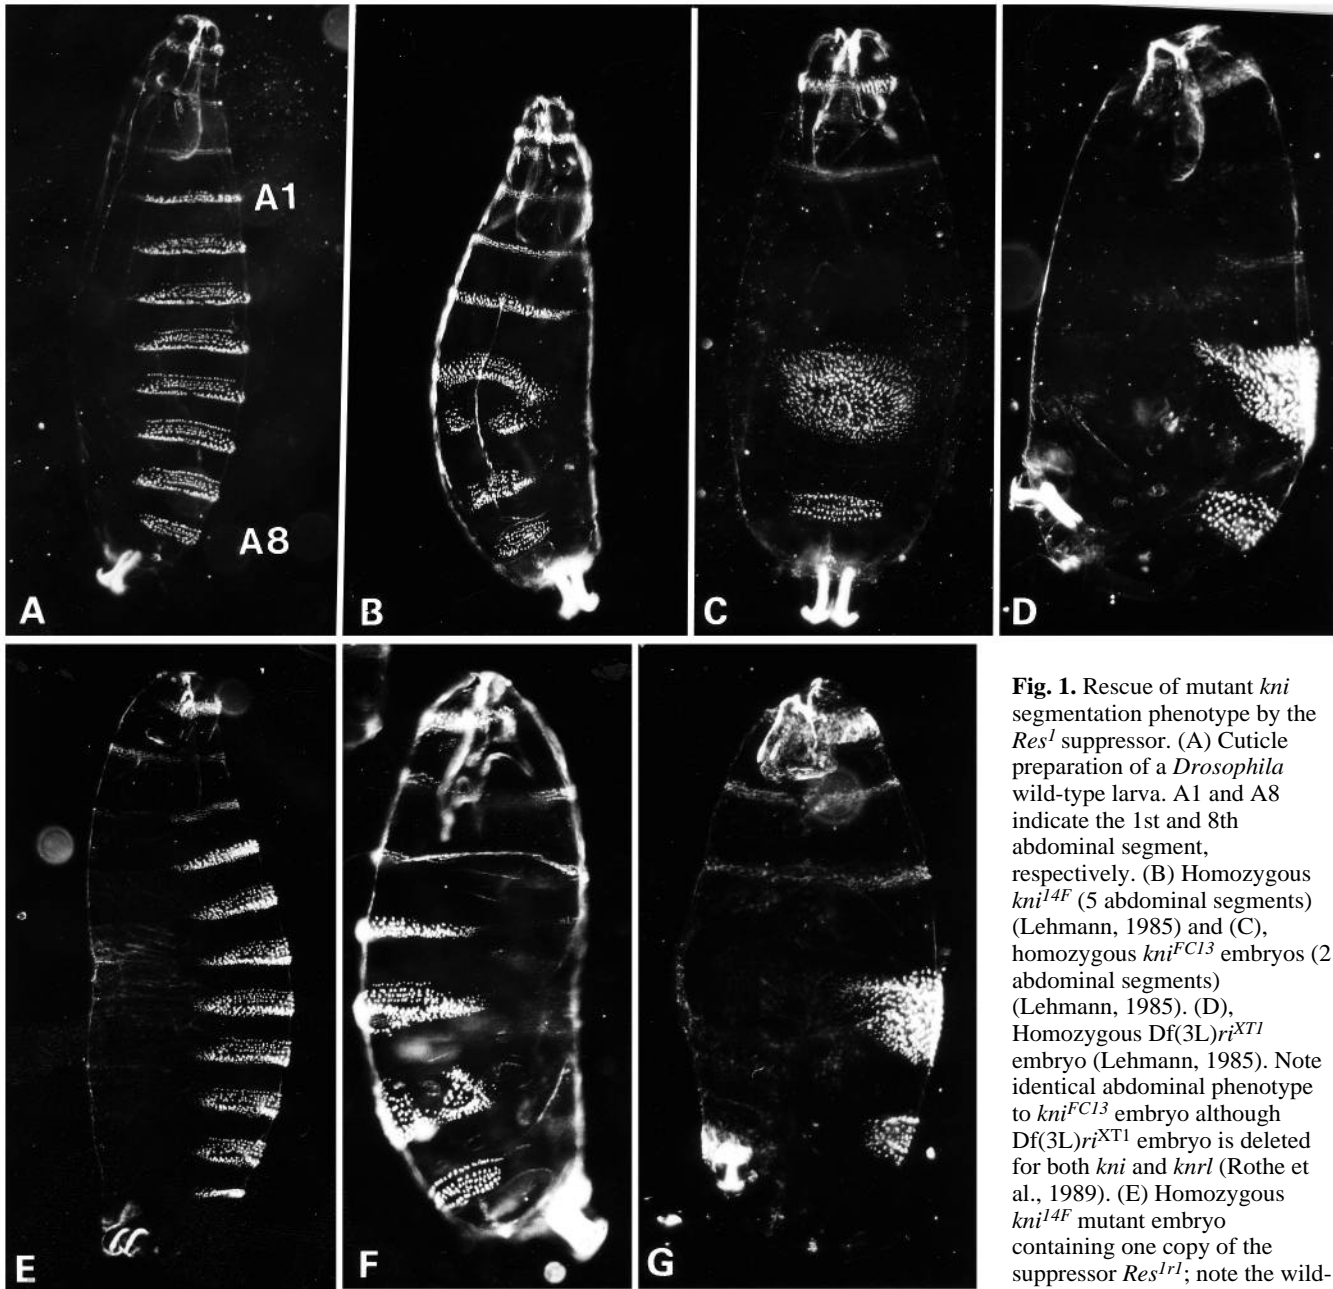 A1
A8
A
B
C
D
E
F
G
Fig. 1. Rescue of mutant kni
segmentation phenotype by the
Res1 suppressor. (A) Cuticle
preparation of a Drosophila
wild-type larva. A1 and A8
indicate the 1st and 8th
abdominal segment,
respectively. (B) Homozygous
kni14F (5 abdominal segments)
(Lehmann, 1985) and (C),
homozygous kniFC13 embryos (2
abdominal segments)
(Lehmann, 1985). (D),
Homozygous Df(3L)riXT1
embryo (Lehmann, 1985). Note
identical abdominal phenotype
to kniFC13 embryo although
Df(3L)riXT1 embryo is deleted
for both kni and knrl (Rothe et
al., 1989). (E) Homozygous
kni14F mutant embryo
containing one copy of the
suppressor Res1r1; note the wild-